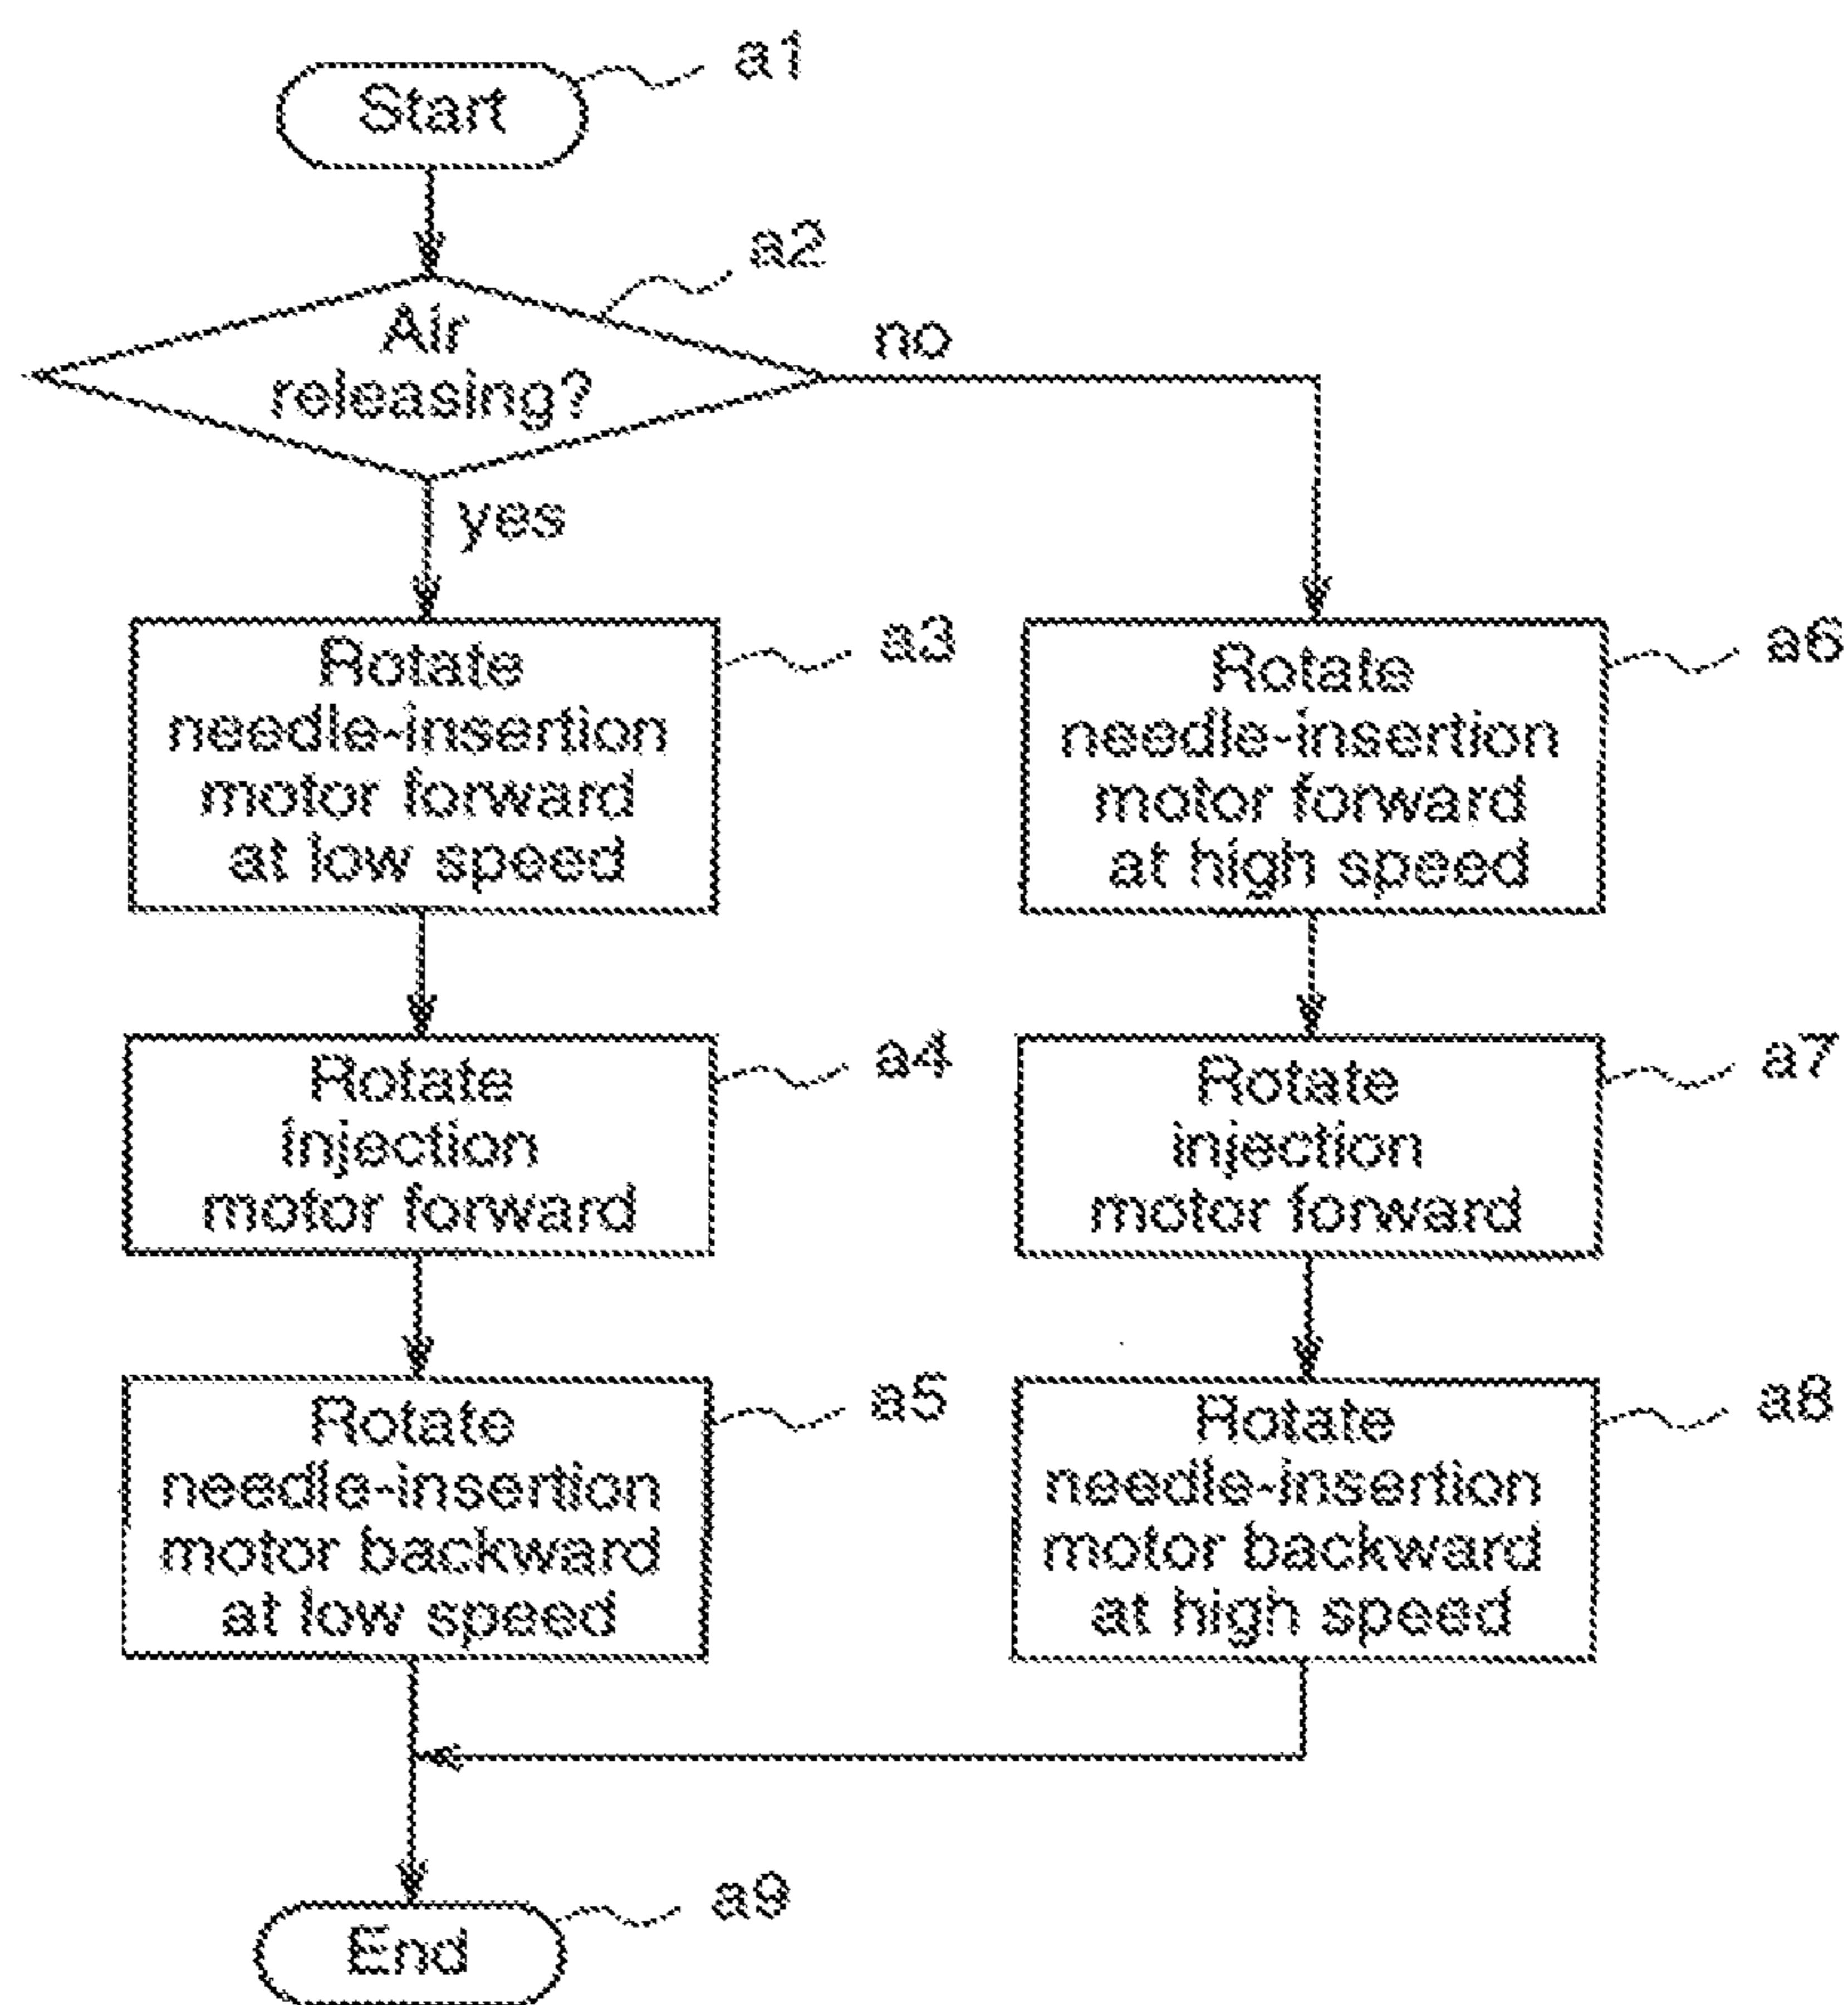 Start
a1
a2
Air
releasing?
no
yes
Rotate
needle-insertion
motor forward
at low speed
a3
Rotate
injection
motor forward
a4
Rotate
needle-insertion
motor backward
at low speed
a5
Rotate
needle-insertion
motor forward
at high speed
a6
Rotate
injection
motor forward
a7
Rotate
needle-insertion
motor backward
at high speed
a8
End
a9